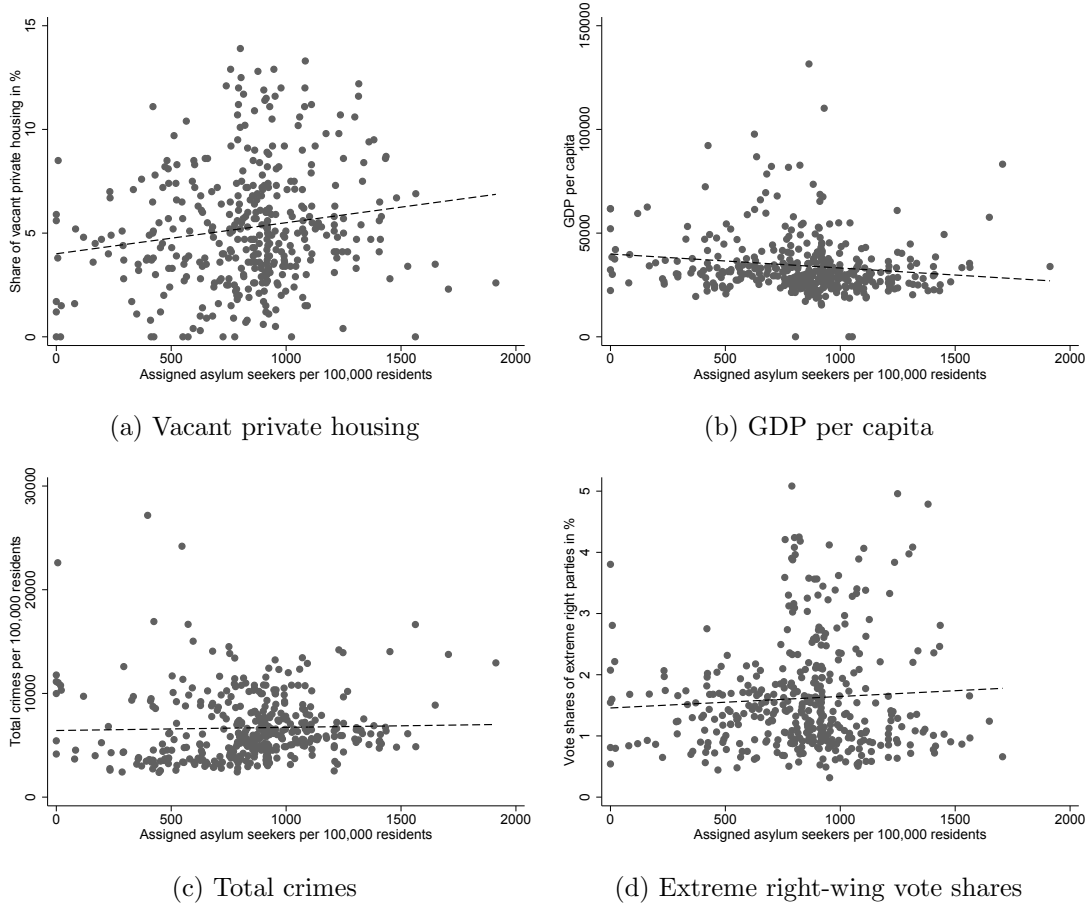 Share of vacant private housing in %
15
10
5
0
0 500 1000 1500 2000
Assigned asylum seekers per 100,000 residents
(a) Vacant private housing
GDP per capita
150000
100000
50000
0
0 500 1000 1500 2000
Assigned asylum seekers per 100,000 residents
(b) GDP per capita
Total crimes per 100,000 residents
30000
20000
10000
0
0 500 1000 1500 2000
Assigned asylum seekers per 100,000 residents
(c) Total crimes
Vote shares of extreme right parties in %
5
4
3
2
1
0
0 500 1000 1500 2000
Assigned asylum seekers per 100,000 residents
(d) Extreme right-wing vote shares